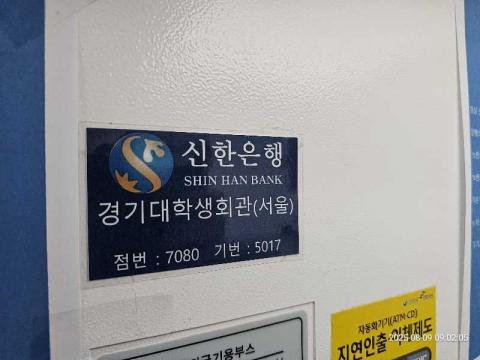 신한은행
SHIN HAN BANK
경기대학생회관(서울)
점번 : 7080 기번 : 5017
자동화기기(ATM·CD)
지연인출·이체제도
2025-08-09 09:02:05